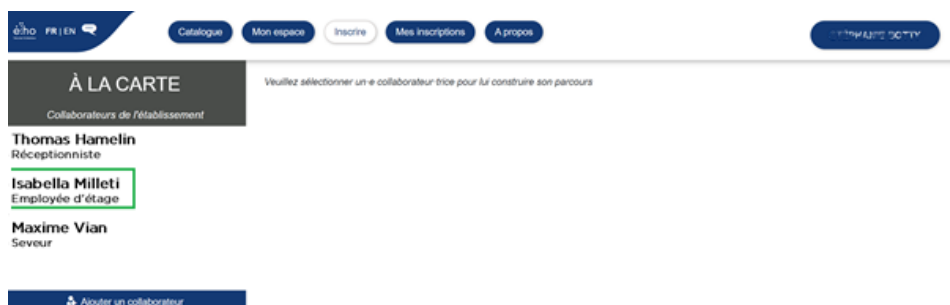 FR | EN
Catalogue
Mon espace
Inscrire
Mes inscriptions
A propos
À LA CARTE
Collaborateurs de l'établissement
Veuillez sélectionner un·e collaborateur·trice pour lui construire son parcours
Thomas Hamelin
Réceptionniste
Isabella Milleti
Employée d'étage
Maxime Vian
Seveur
Ajouter un collaborateur